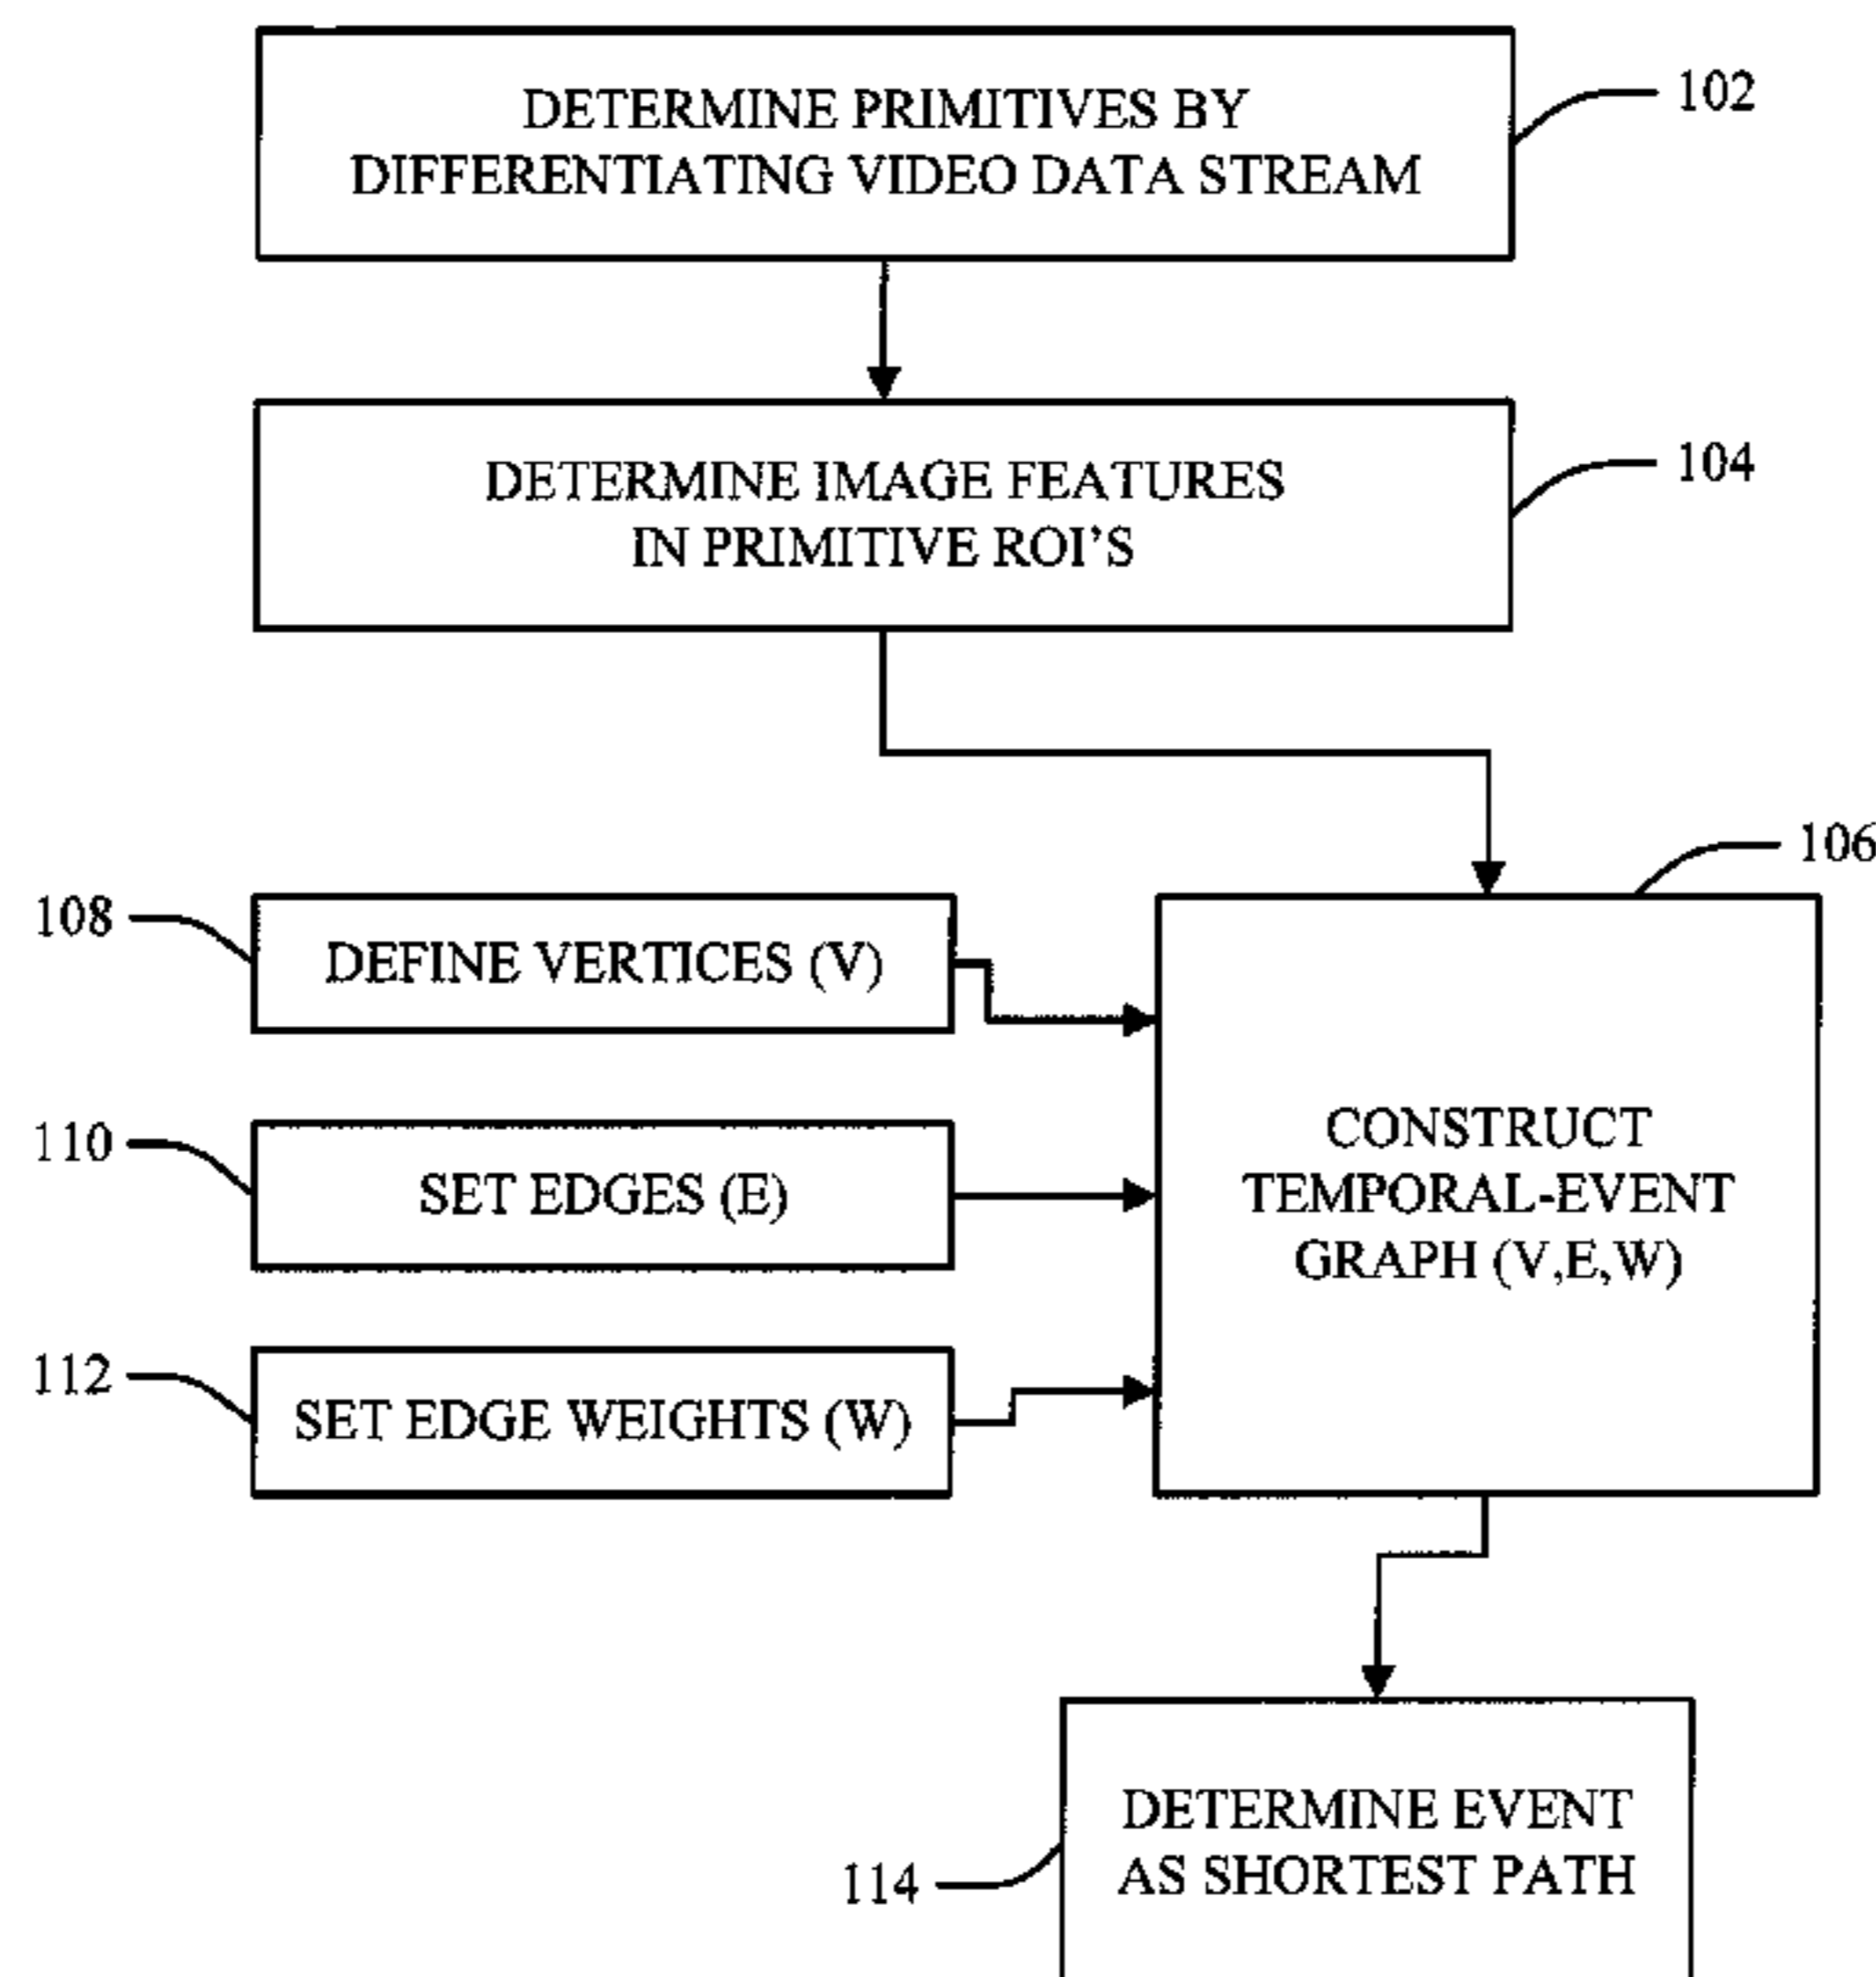 DETERMINE PRIMITIVES BY
DIFFERENTIATING VIDEO DATA STREAM
102
DETERMINE IMAGE FEATURES
IN PRIMITIVE ROI'S
104
106
108
DEFINE VERTICES (V)
110
SET EDGES (E)
112
SET EDGE WEIGHTS (W)
CONSTRUCT
TEMPORAL-EVENT
GRAPH (V,E,W)
DETERMINE EVENT
AS SHORTEST PATH
114